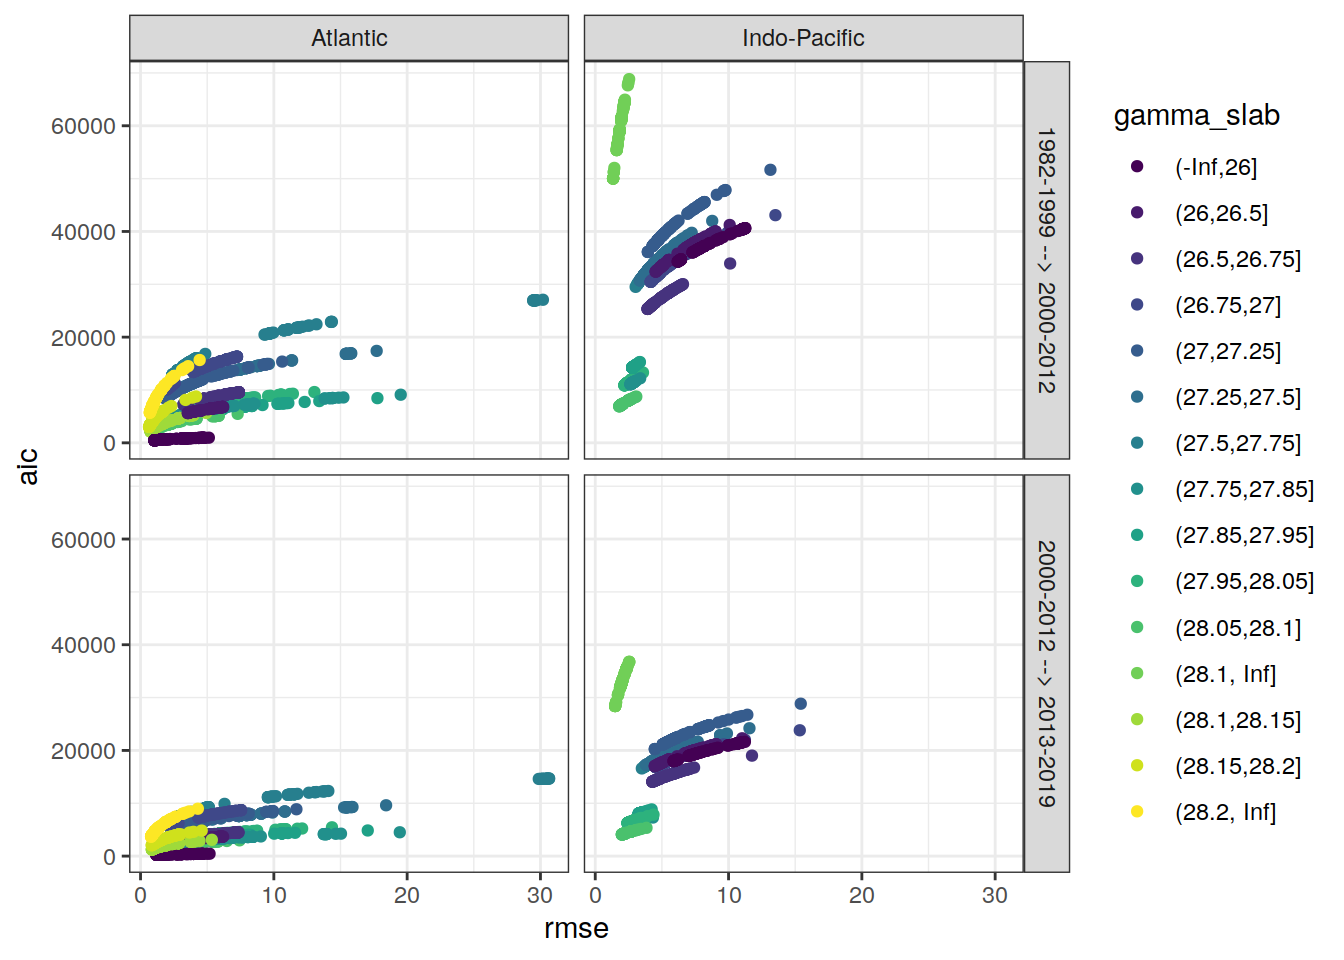 Atlantic
Indo-Pacific
60000
40000
20000
0
1982-1999 --> 2000-2012
60000
40000
20000
0
2000-2012 --> 2013-2019
aic
0
10
20
30
0
10
20
30
rmse
gamma_slab
(-Inf,26]
(26,26.5]
(26.5,26.75]
(26.75,27]
(27,27.25]
(27.25,27.5]
(27.5,27.75]
(27.75,27.85]
(27.85,27.95]
(27.95,28.05]
(28.05,28.1]
(28.1, Inf]
(28.1,28.15]
(28.15,28.2]
(28.2, Inf]